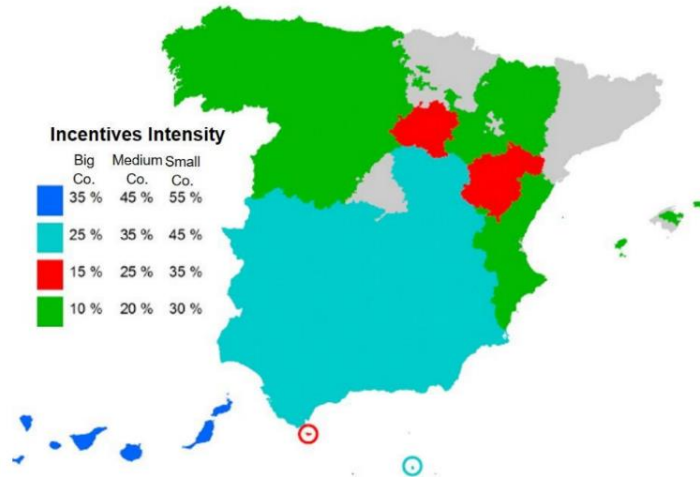 Incentives Intensity
Big Medium Small
Co. Co. Co.
35 % 45 % 55 %
25 % 35 % 45 %
15 % 25 % 35 %
10 % 20 % 30 %